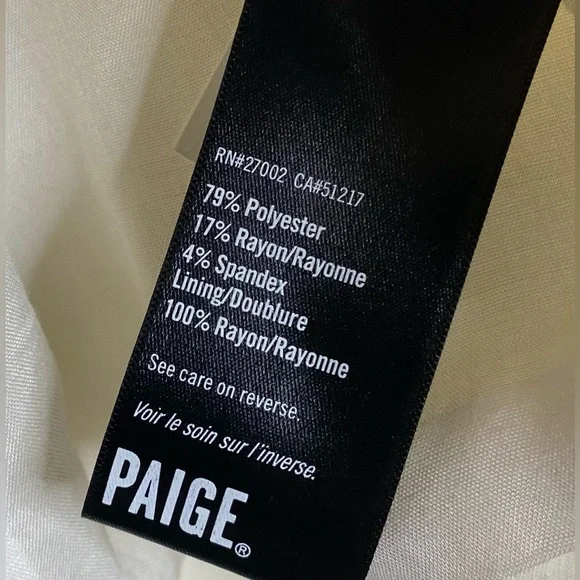 RN#27002 CA#51217
79% Polyester
17% Rayon/Rayonne
4% Spandex
Lining/Doublure
100% Rayon/Rayonne
See care on reverse.
Voir le soin sur l'inverse.
PAIGE®